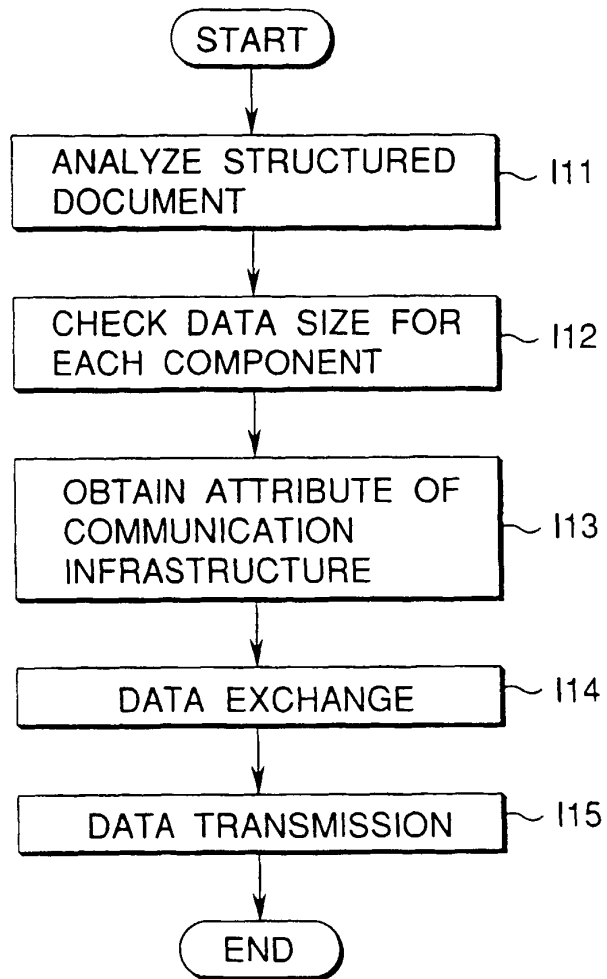 START
ANALYZE STRUCTURED
DOCUMENT
I11
CHECK DATA SIZE FOR
EACH COMPONENT
I12
OBTAIN ATTRIBUTE OF
COMMUNICATION
INFRASTRUCTURE
I13
DATA EXCHANGE
I14
DATA TRANSMISSION
I15
END